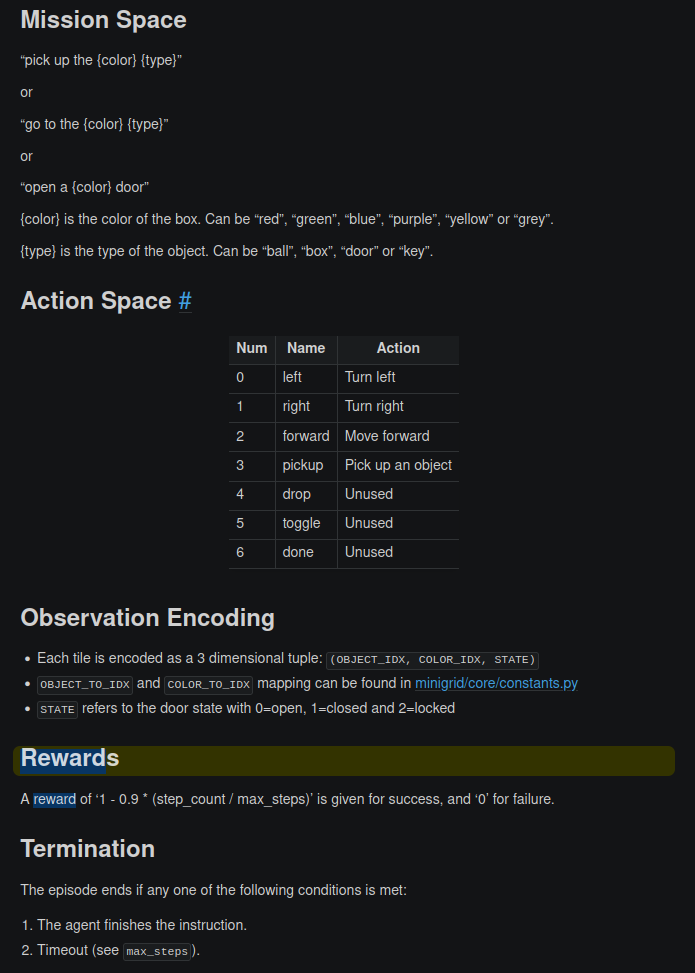 Mission Space
“pick up the {color} {type}”
or
“go to the {color} {type}”
or
“open a {color} door”
{color} is the color of the box. Can be “red”, “green”, “blue”, “purple”, “yellow” or “grey”.
{type} is the type of the object. Can be “ball”, “box”, “door” or “key”.
Action Space #
Num Name Action
0 left Turn left
1 right Turn right
2 forward Move forward
3 pickup Pick up an object
4 drop Unused
5 toggle Unused
6 done Unused
Observation Encoding
• Each tile is encoded as a 3 dimensional tuple: (OBJECT_IDX, COLOR_IDX, STATE)
• OBJECT_TO_IDX and COLOR_TO_IDX mapping can be found in minigrid/core/constants.py
• STATE refers to the door state with 0=open, 1=closed and 2=locked
Rewards
A reward of ‘1 - 0.9 * (step_count / max_steps)’ is given for success, and ‘0’ for failure.
Termination
The episode ends if any one of the following conditions is met:
1. The agent finishes the instruction.
2. Timeout (see max_steps).